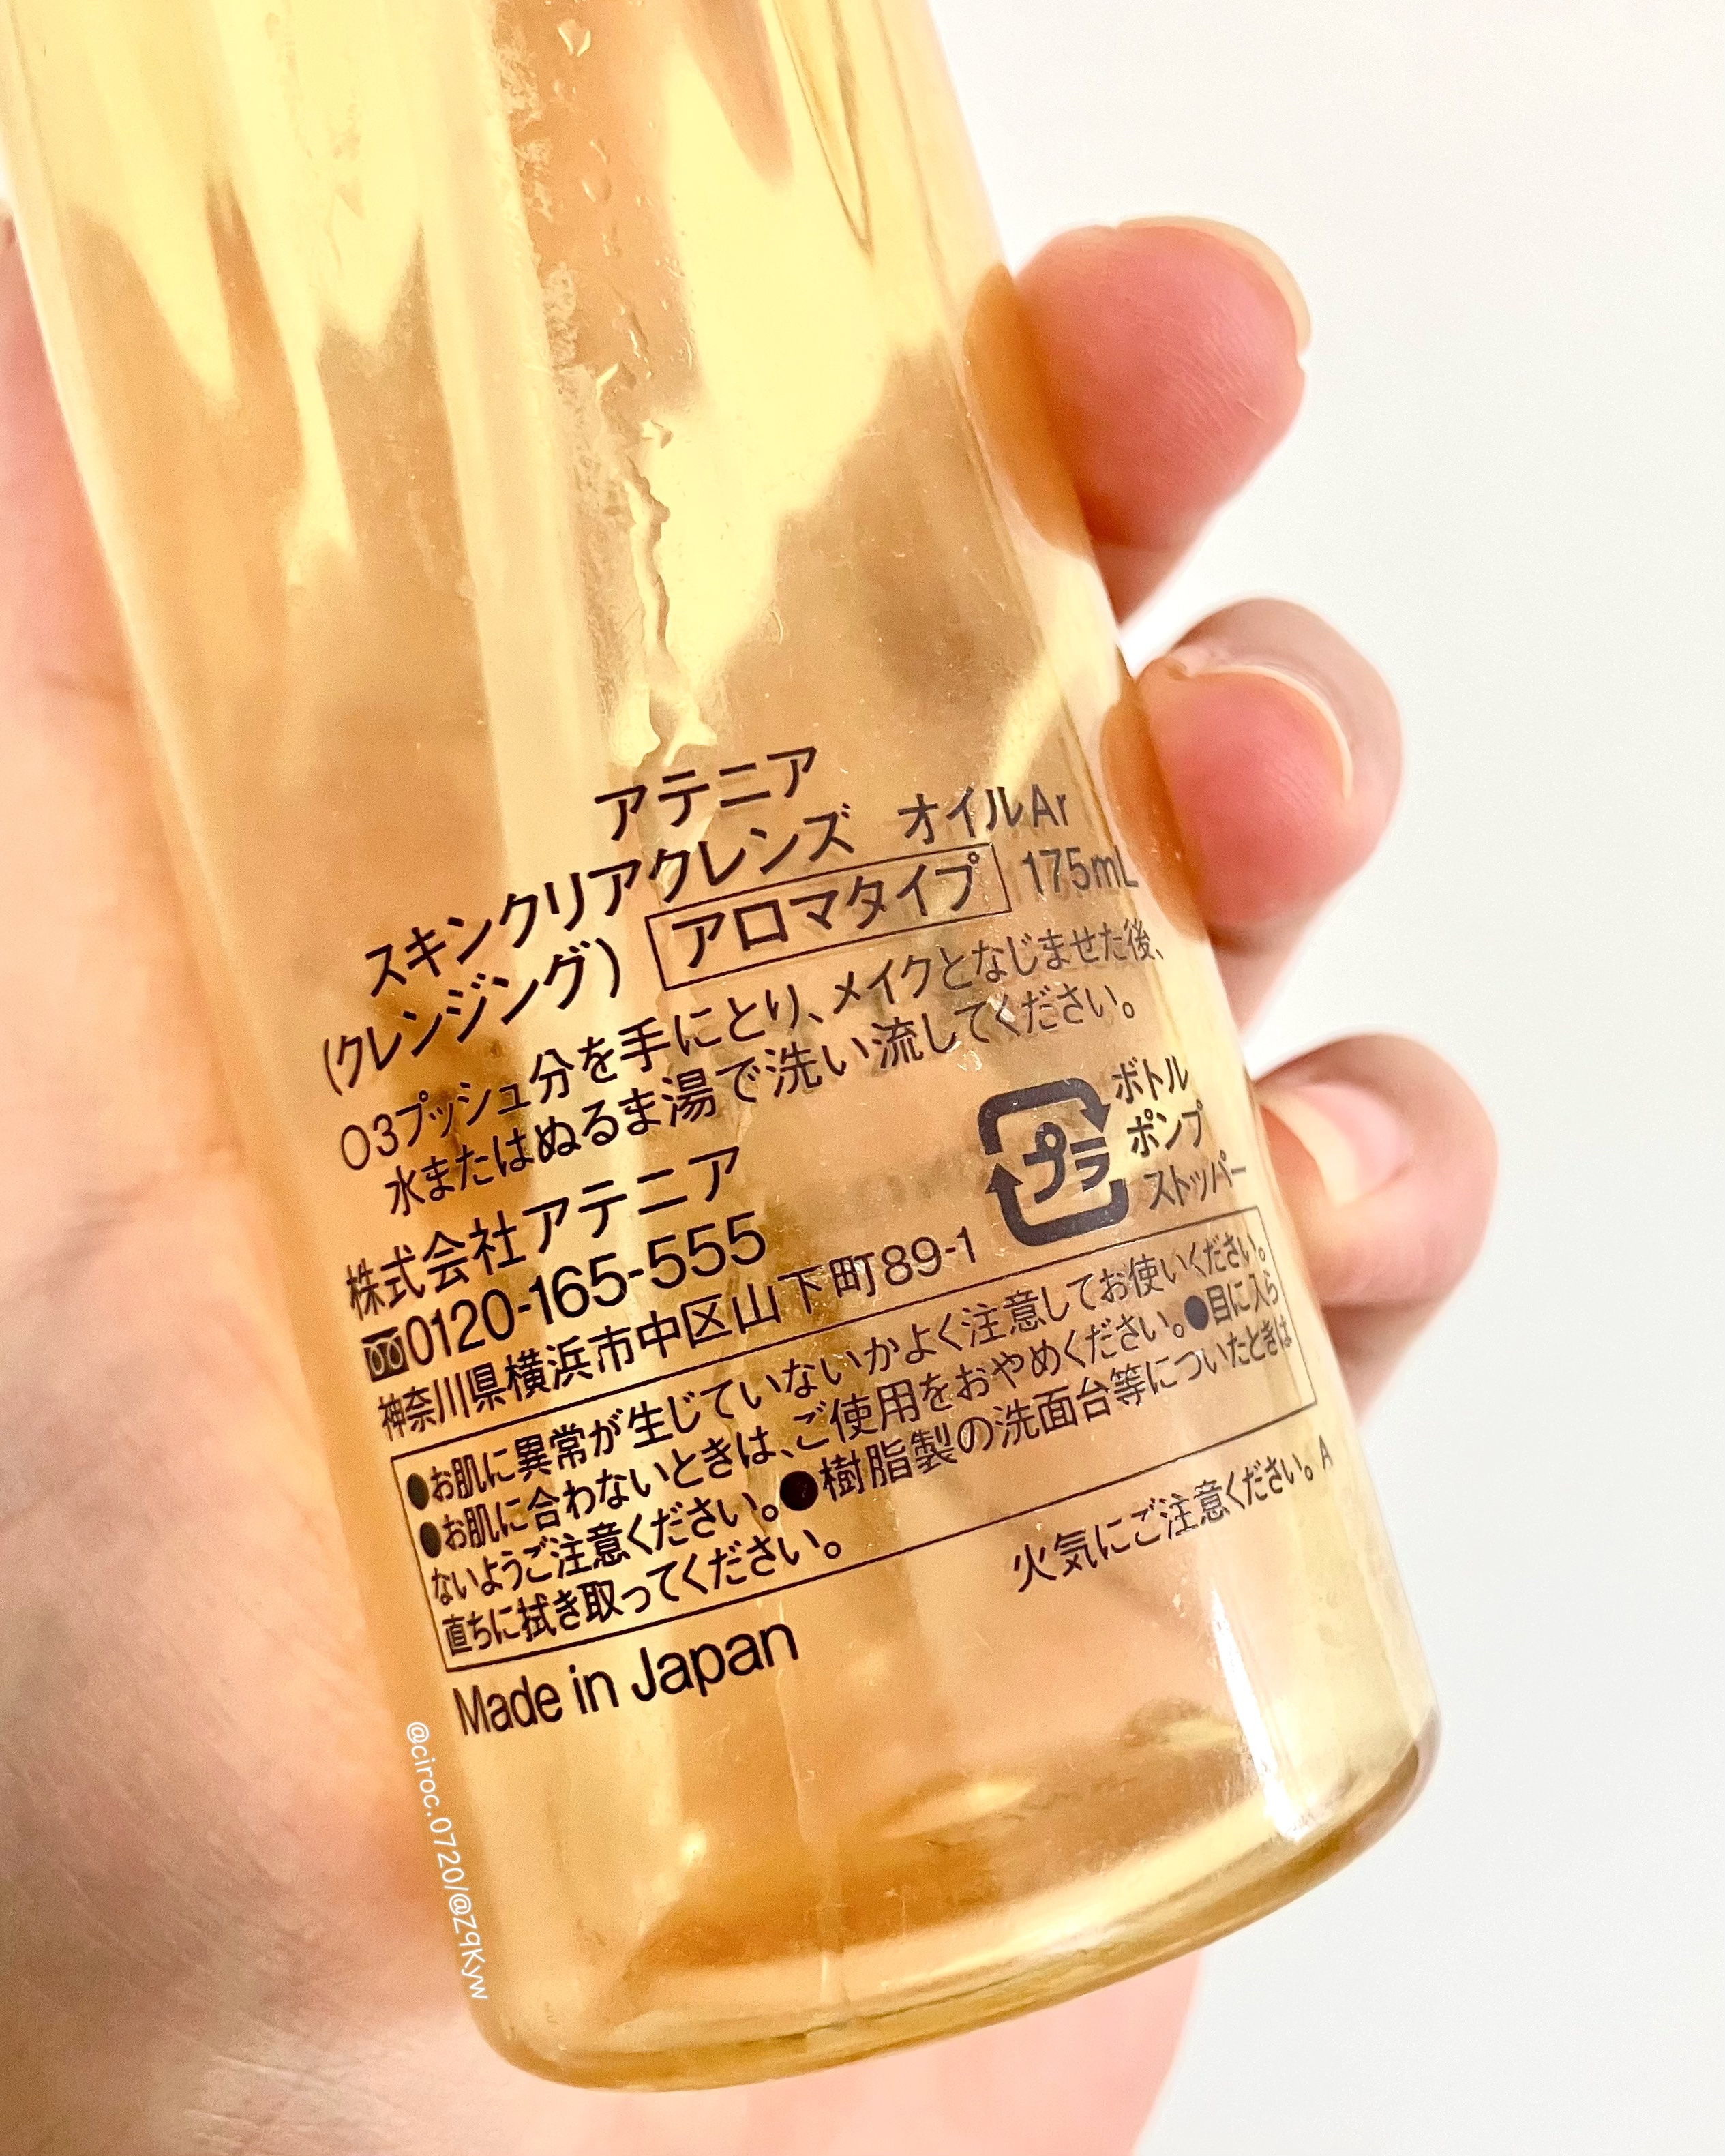 アテニア
スキンクリアクレンズ オイルAr
(クレンジング) アロマタイプ 175mL
○3プッシュ分を手にとり、メイクとなじませた後、
水またはぬるま湯で洗い流してください。
株式会社アテニア
0120-165-555
神奈川県横浜市中区山下町89-1
プラ
ボトル
ポンプ
ストッパー
●お肌に異常が生じていないかよく注意してお使いください。
●お肌に合わないときは、ご使用をおやめください。●目に入ら
ないようご注意ください。●樹脂製の洗面台等についたときは
直ちに拭き取ってください。
火気にご注意ください。A
Made in Japan
@ciroc.0720/@Z9Kyw